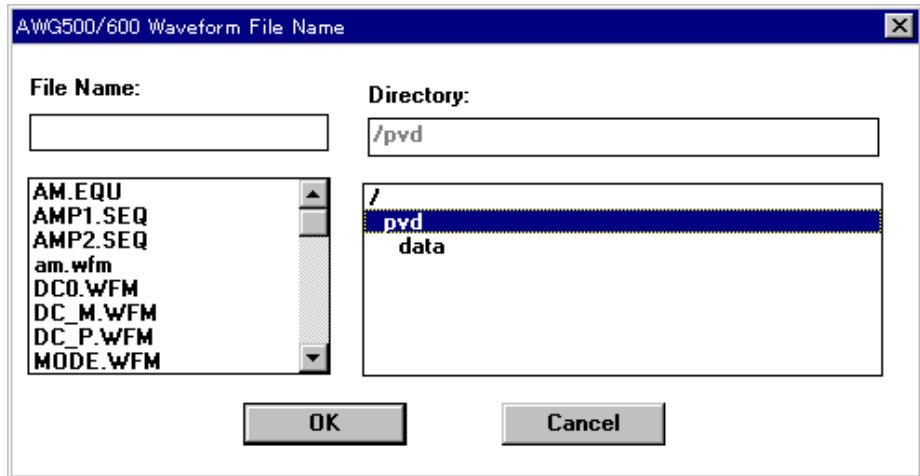 AWG500/600 Waveform File Name
File Name:
Directory:
/pvd
AM.EQU
AMP1.SEQ
AMP2.SEQ
am.wfm
DC0.WFM
DC_M.WFM
DC_P.WFM
MODE.WFM
/
pvd
data
OK
Cancel